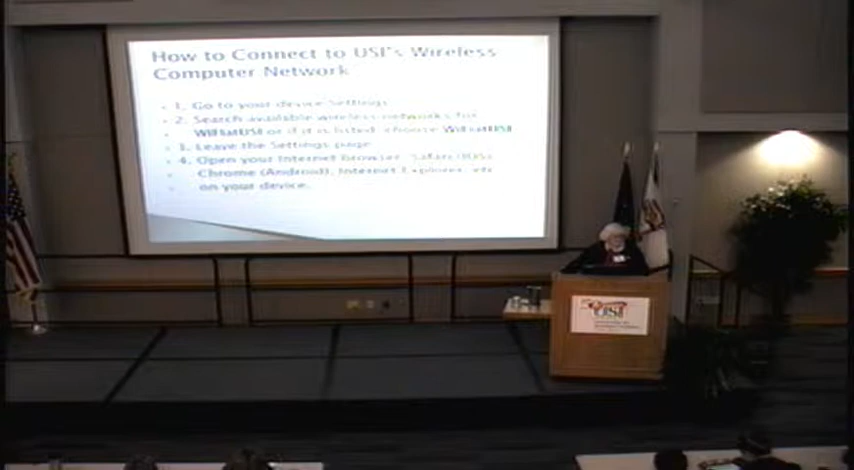 How to Connect to USI's Wireless
Computer Network
1. Go to your device Settings
2. Search available wireless networks for
or if it is listed, choose
3. Leave the Settings page
4. Open your Internet browser, Safari (IOS)
Chrome (Android), Internet Explorer, etc
on your device.
USI